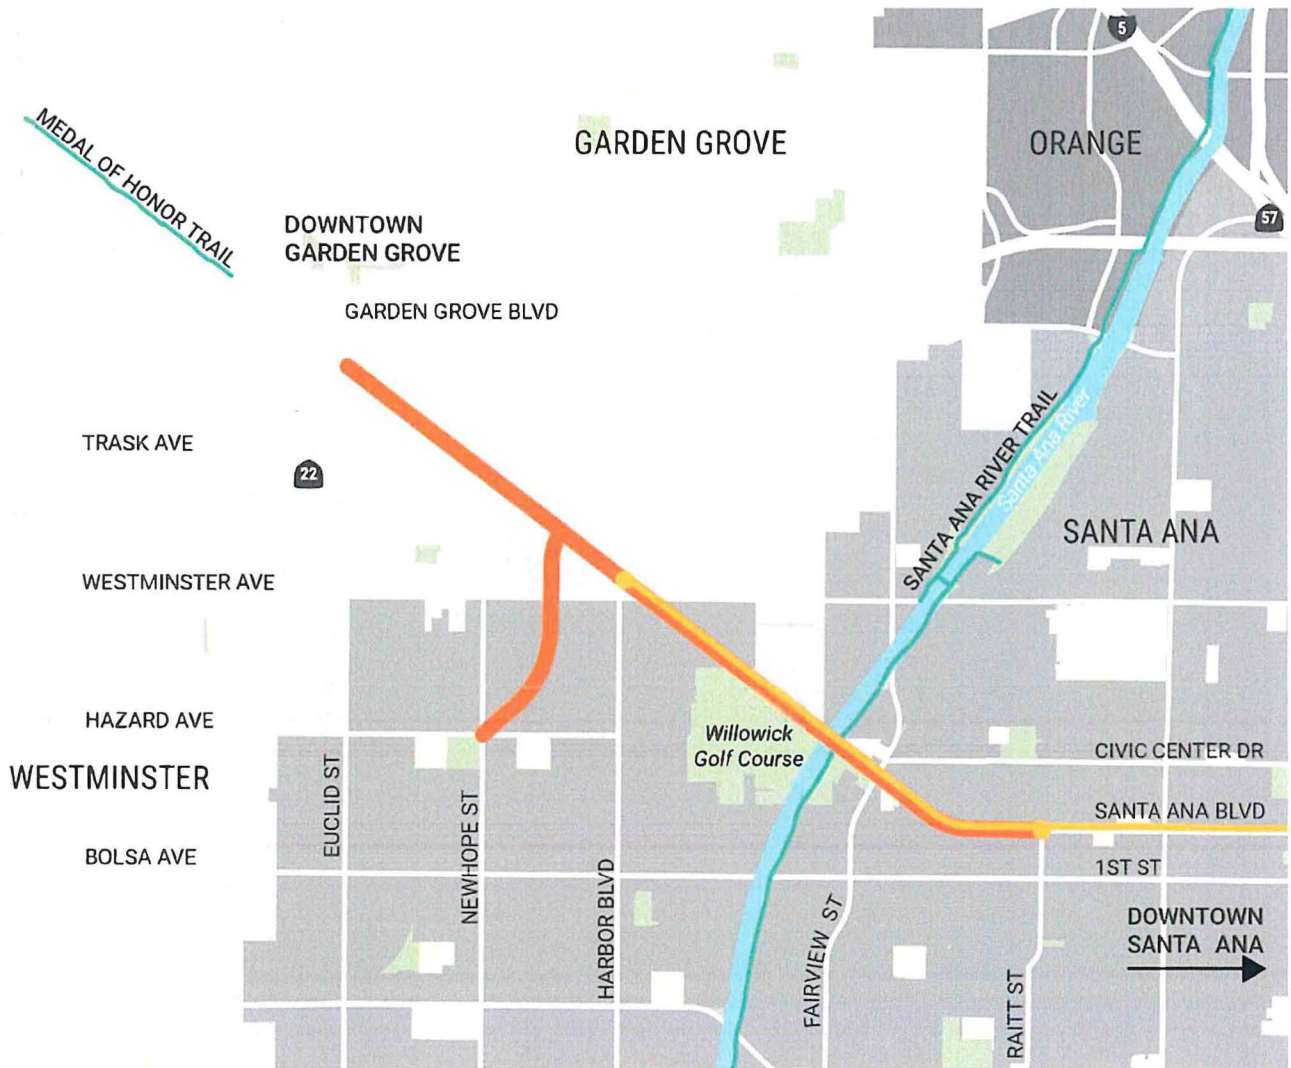 5
GARDEN GROVE
ORANGE
MEDAL OF HONOR TRAIL
57
DOWNTOWN
GARDEN GROVE
GARDEN GROVE BLVD
TRASK AVE
22
SANTA ANA RIVER TRAIL
Santa Ana River
SANTA ANA
WESTMINSTER AVE
HAZARD AVE
Willowick
Golf Course
CIVIC CENTER DR
WESTMINSTER
EUCLID ST
NEWHOPE ST
SANTA ANA BLVD
BOLSA AVE
HARBOR BLVD
1ST ST
FAIRVIEW ST
DOWNTOWN
SANTA ANA
RAITT ST